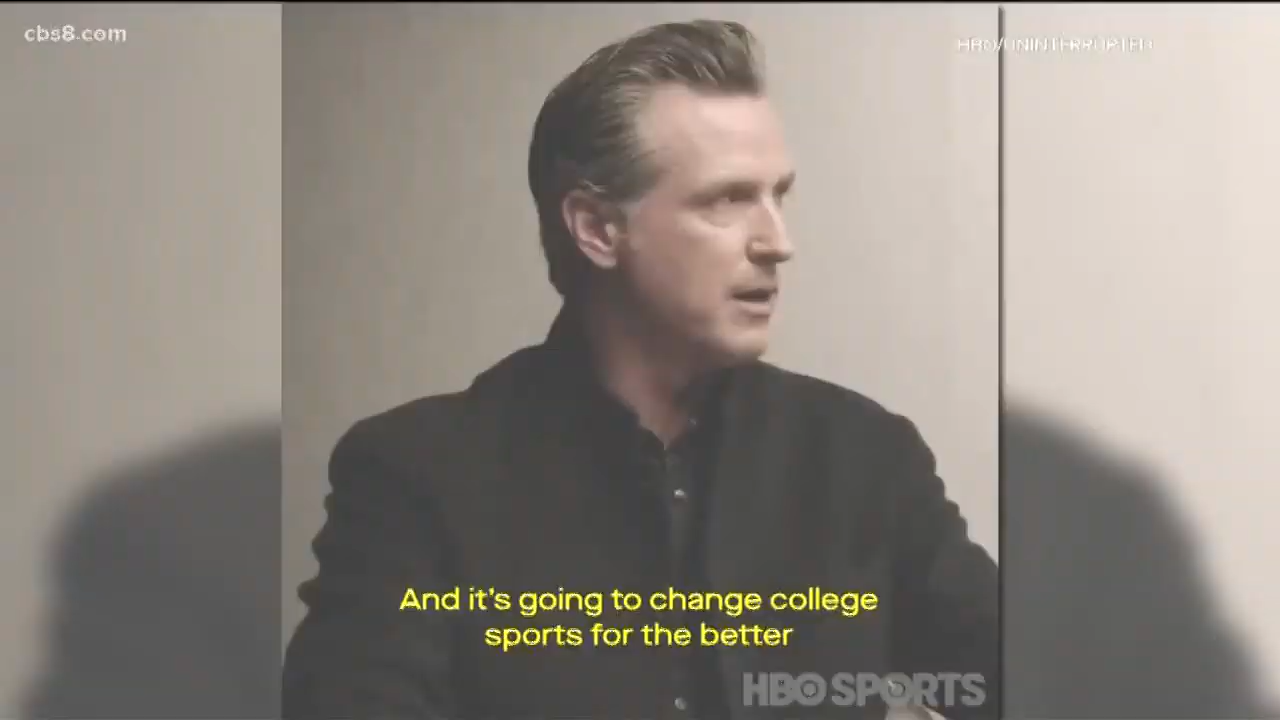 cbs8.com
HBO/UNINTERRUPTED
And it's going to change college
sports for the better
HBO SPORTS